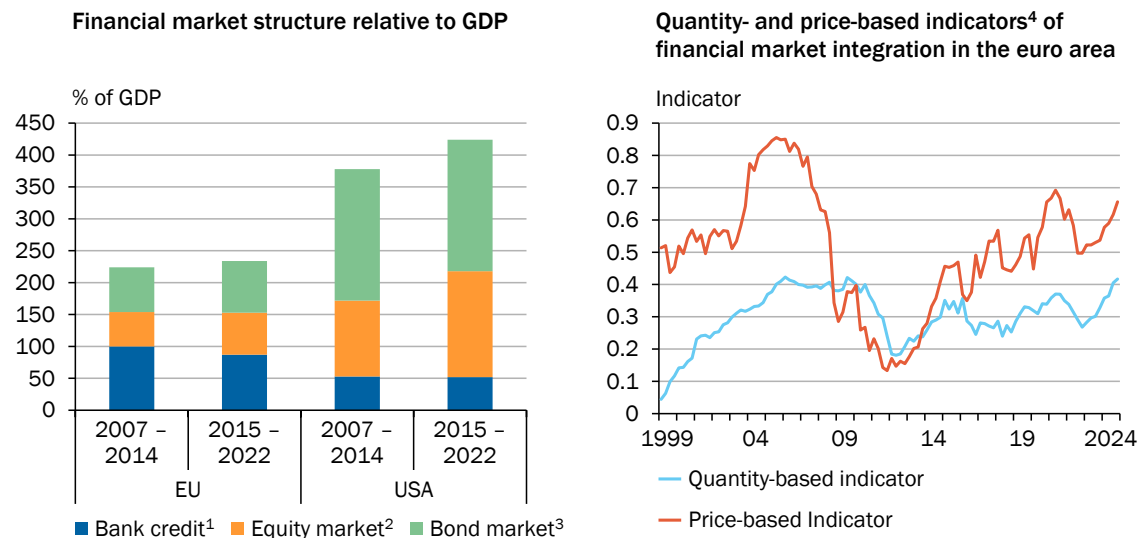 Financial market structure relative to GDP
% of GDP
450
400
350
300
250
200
150
100
50
0
2007 –
2014
2015 –
2022
2007 –
2014
2015 –
2022
EU
USA
Bank credit¹
Equity market²
Bond market³
Quantity- and price-based indicators⁴ of
financial market integration in the euro area
Indicator
0.9
0.8
0.7
0.6
0.5
0.4
0.3
0.2
0.1
0
1999
04
09
14
19
2024
Quantity-based indicator
Price-based Indicator